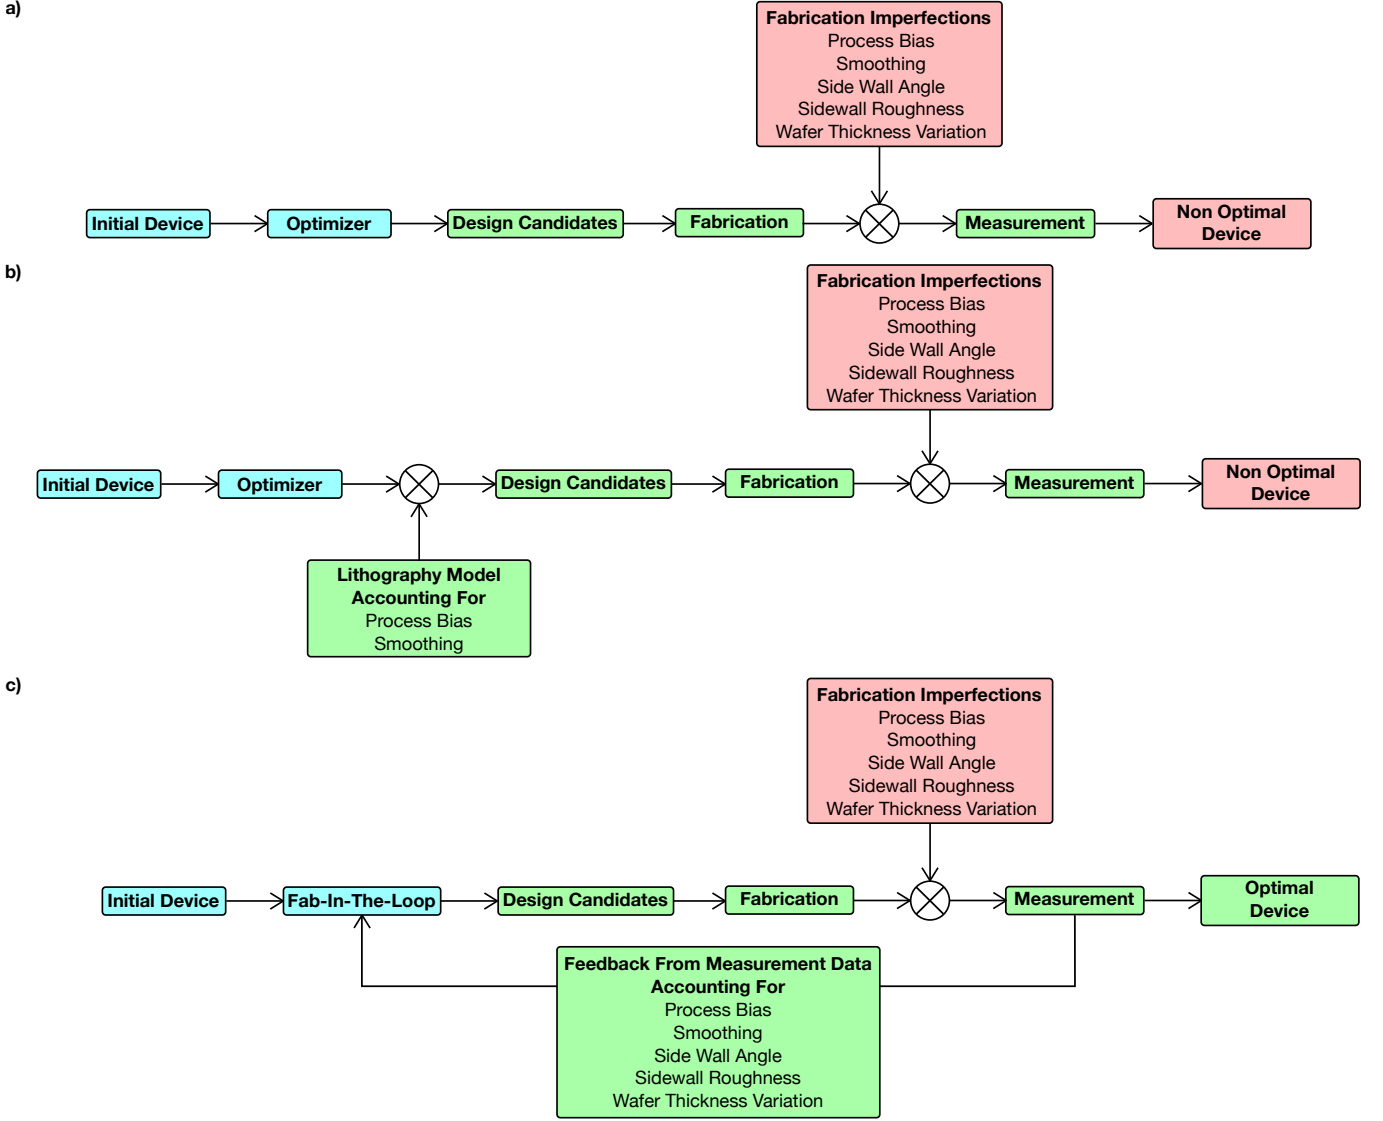 a)
Fabrication Imperfections
Process Bias
Smoothing
Side Wall Angle
Sidewall Roughness
Wafer Thickness Variation
Initial Device
Optimizer
Design Candidates
Fabrication
Measurement
Non Optimal
Device
b)
Fabrication Imperfections
Process Bias
Smoothing
Side Wall Angle
Sidewall Roughness
Wafer Thickness Variation
Initial Device
Optimizer
Design Candidates
Fabrication
Measurement
Non Optimal
Device
Lithography Model
Accounting For
Process Bias
Smoothing
c)
Fabrication Imperfections
Process Bias
Smoothing
Side Wall Angle
Sidewall Roughness
Wafer Thickness Variation
Initial Device
Fab-In-The-Loop
Design Candidates
Fabrication
Measurement
Optimal
Device
Feedback From Measurement Data
Accounting For
Process Bias
Smoothing
Side Wall Angle
Sidewall Roughness
Wafer Thickness Variation